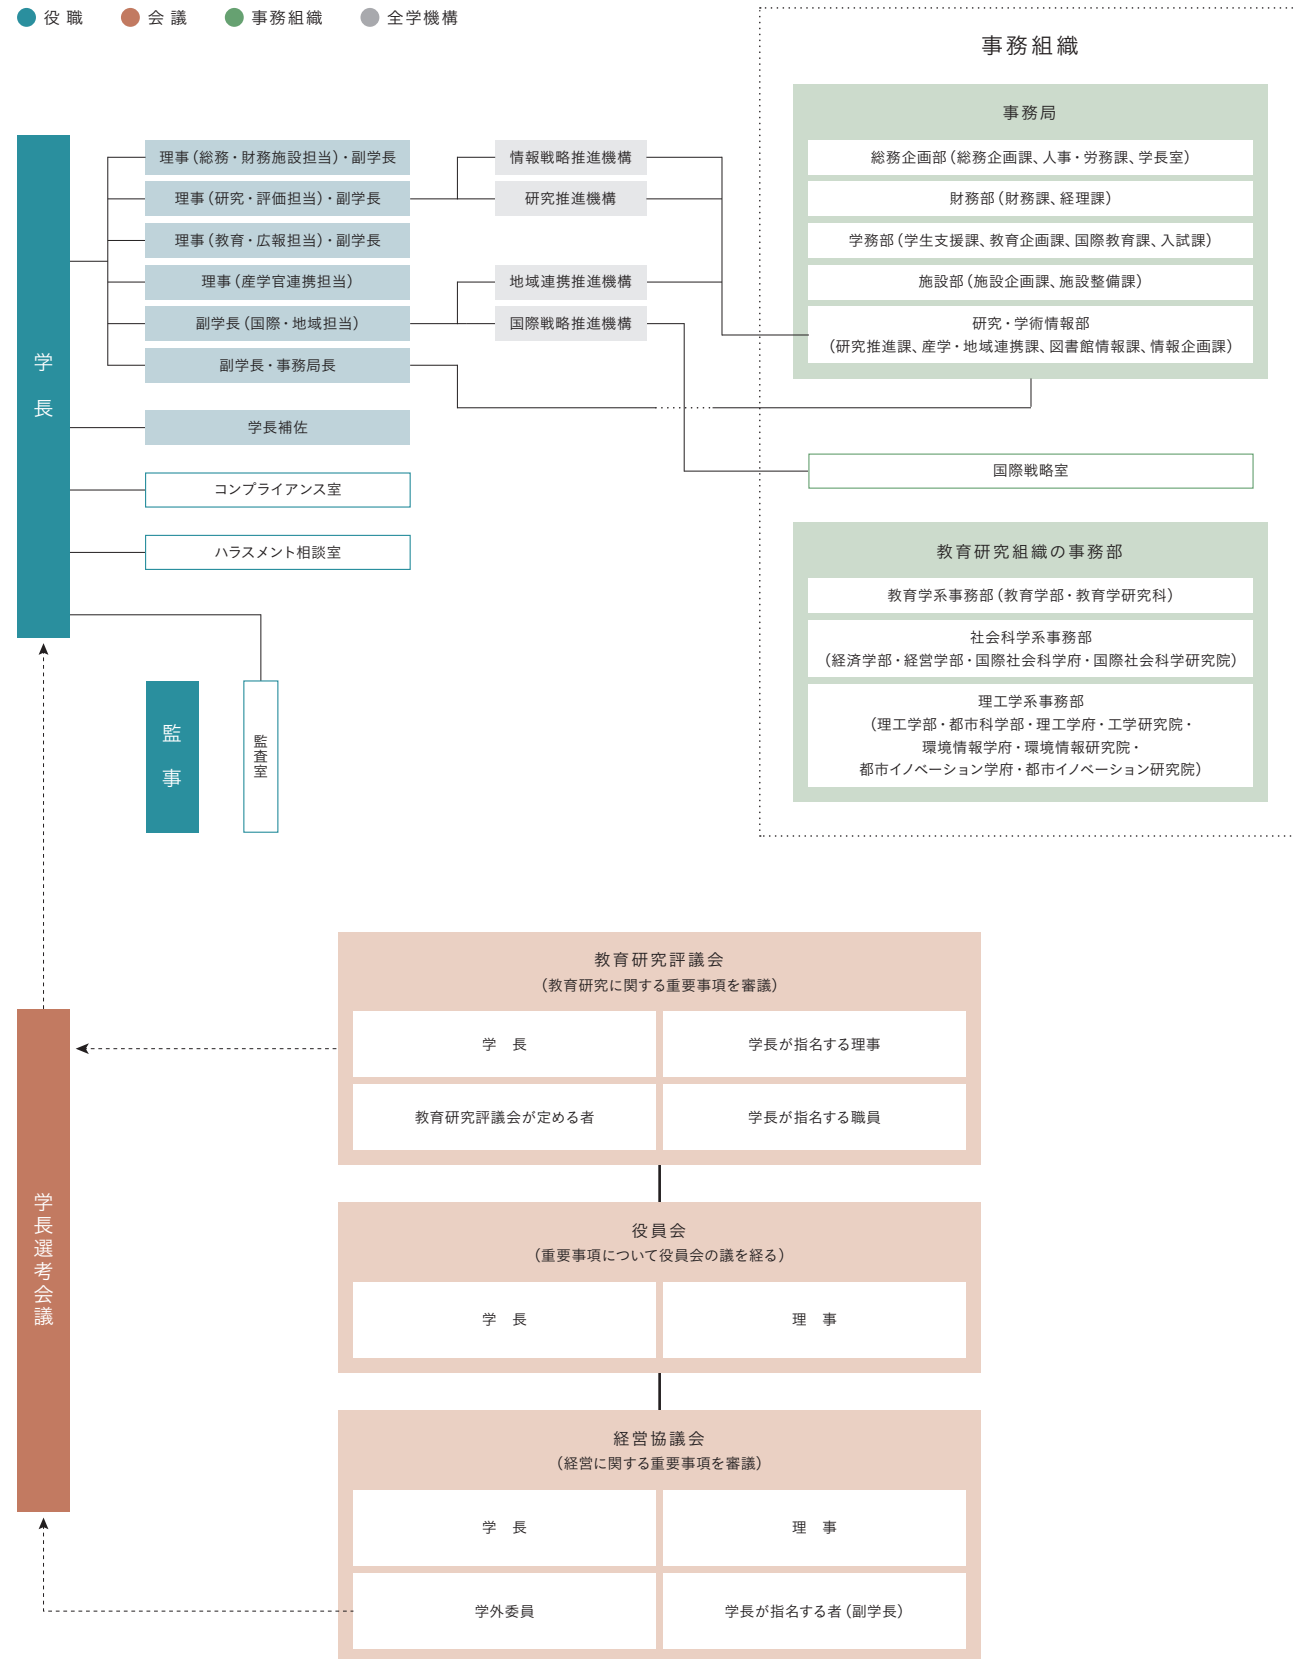 役職 会議 事務組織 全学機構
学長
理事（総務・財務施設担当）・副学長
理事（研究・評価担当）・副学長
理事（教育・広報担当）・副学長
理事（産学官連携担当）
副学長（国際・地域担当）
副学長・事務局長
学長補佐
コンプライアンス室
ハラスメント相談室
監事
監査室
情報戦略推進機構
研究推進機構
地域連携推進機構
国際戦略推進機構
事務組織
事務局
総務企画部（総務企画課、人事・労務課、学長室）
財務部（財務課、経理課）
学務部（学生支援課、教育企画課、国際教育課、入試課）
施設部（施設企画課、施設整備課）
研究・学術情報部
（研究推進課、産学・地域連携課、図書館情報課、情報企画課）
国際戦略室
教育研究組織の事務部
教育学系事務部（教育学部・教育学研究科）
社会科学系事務部
（経済学部・経営学部・国際社会科学府・国際社会科学研究院）
理工学系事務部
（理工学部・都市科学部・理工学府・工学研究院・
環境情報学府・環境情報研究院・
都市イノベーション学府・都市イノベーション研究院）
学長選考会議
教育研究評議会
（教育研究に関する重要事項を審議）
学　長
学長が指名する理事
教育研究評議会が定める者
学長が指名する職員
役員会
（重要事項について役員会の議を経る）
学　長
理　事
経営協議会
（経営に関する重要事項を審議）
学　長
理　事
学外委員
学長が指名する者（副学長）